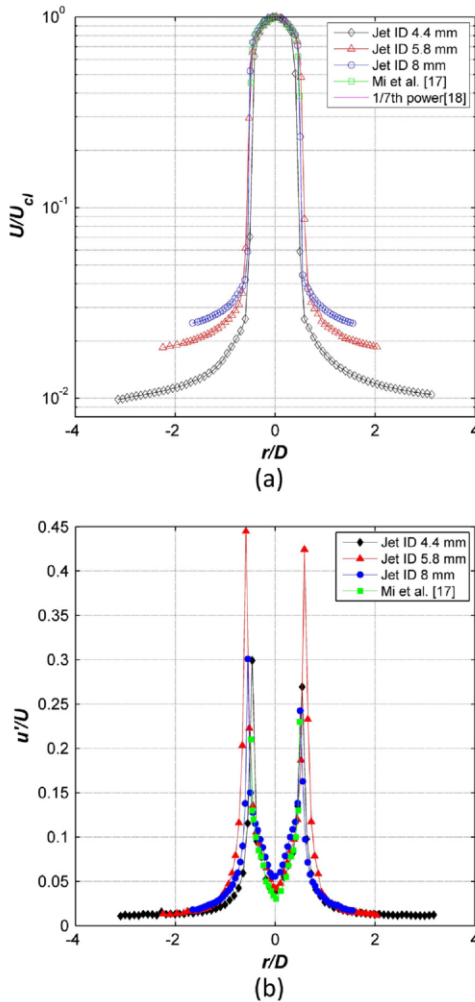 10^0
Jet ID 4.4 mm
Jet ID 5.8 mm
Jet ID 8 mm
Mi et al. [17]
1/7th power[18]
10^-1
U/U_cl
10^-2
-4 -2 0 2 4
r/D
(a)
0.45
Jet ID 4.4 mm
0.4
Jet ID 5.8 mm
Jet ID 8 mm
0.35
Mi et al. [17]
0.3
0.25
u'/U
0.2
0.15
0.1
0.05
0
-4 -2 0 2 4
r/D
(b)